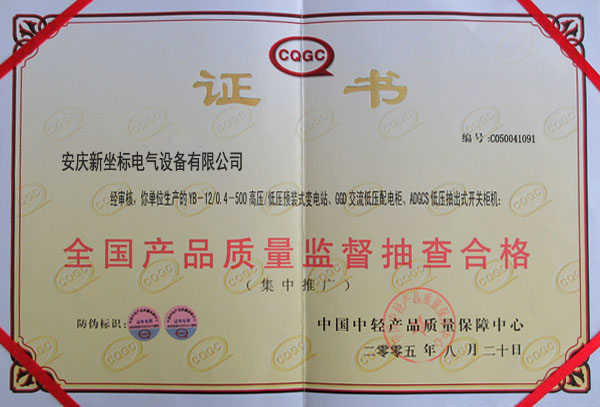 CQGC
证书
编号:C050041091
安庆新坐标电气设备有限公司
经审核，你单位生产的YB-12/0.4-500高压/低压预装式变电站、GGD交流低压配电柜、ADGCS低压抽出式开关柜机:
全国产品质量监督抽查合格
(集中推广)
防伪标识:
中国中轻产品质量保障中心
二零零五年八月二十日